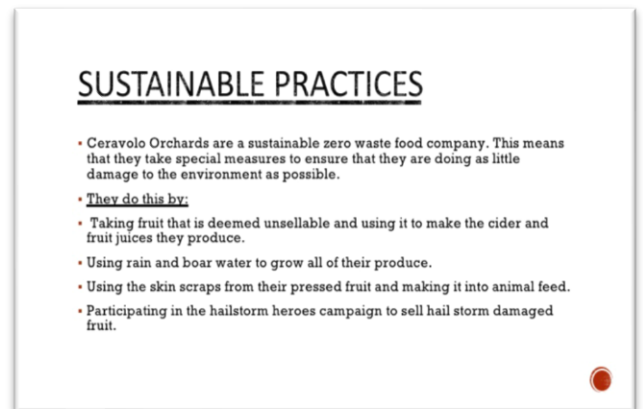 SUSTAINABLE PRACTICES
Ceravolo Orchards are a sustainable zero waste food company. This means
that they take special measures to ensure that they are doing as little
damage to the environment as possible.
They do this by:
Taking fruit that is deemed unsellable and using it to make the cider and
fruit juices they produce.
Using rain and boar water to grow all of their produce.
Using the skin scraps from their pressed fruit and making it into animal feed.
Participating in the hailstorm heroes campaign to sell hail storm damaged
fruit.